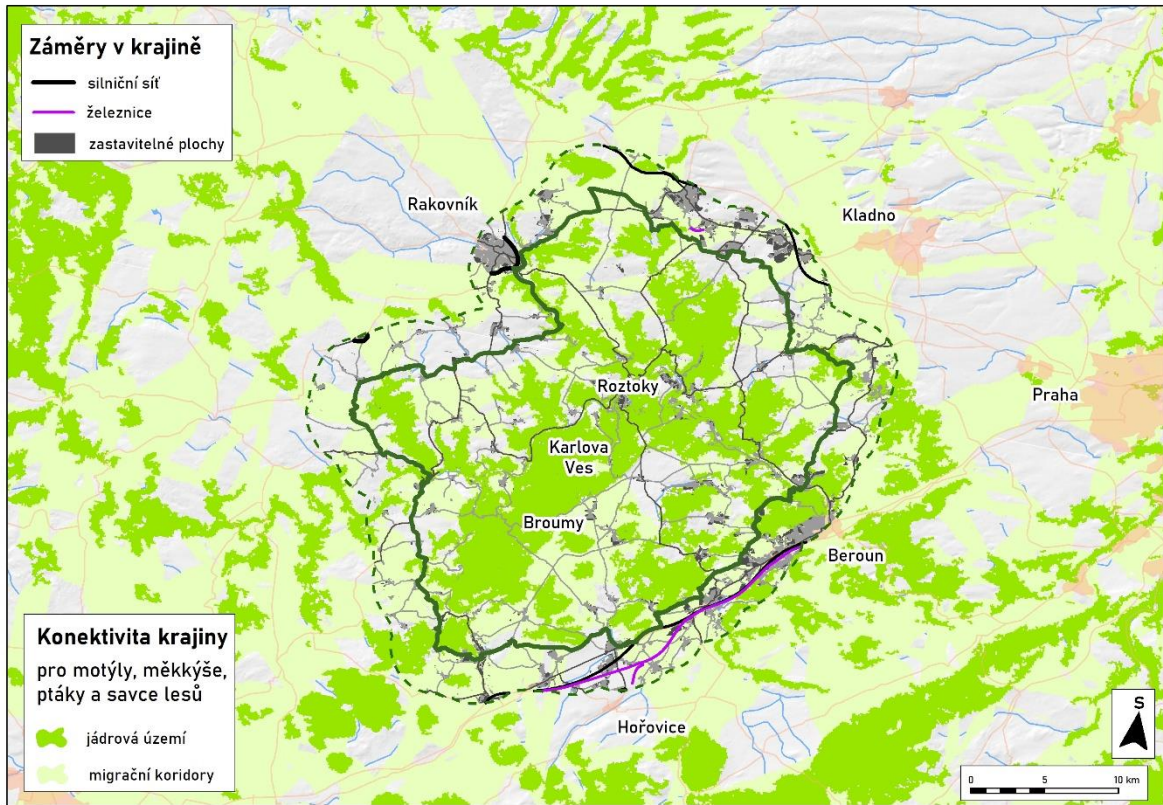 Záměry v krajině
silniční síť
železnice
zastavitelné plochy
Rakovník
Kladno
Roztoky
Praha
Karlova
Ves
Broumy
Beroun
Hořovice
Konektivita krajiny
pro motýly, měkkýše,
ptáky a savce lesů
jádrová území
migrační koridory
S
0 5 10 km